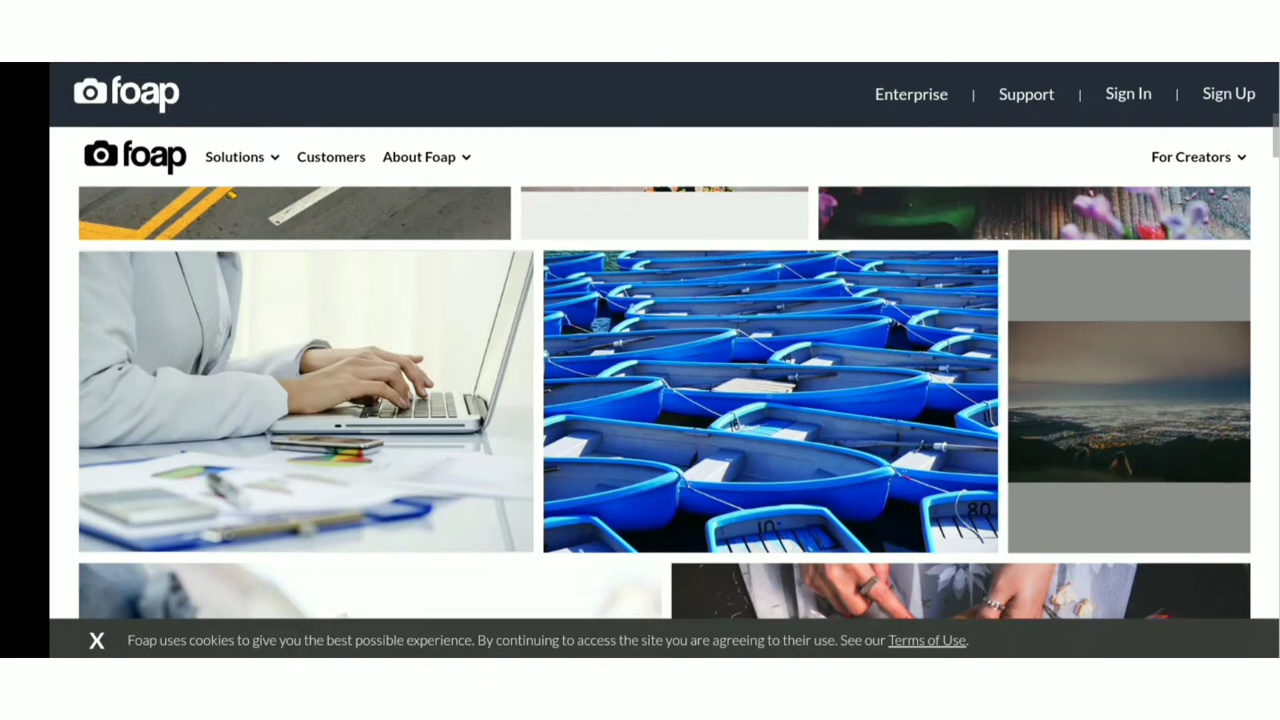 foap
Enterprise | Support | Sign In | Sign Up
foap Solutions Customers About Foap For Creators
10
80
X Foap uses cookies to give you the best possible experience. By continuing to access the site you are agreeing to their use. See our Terms of Use.